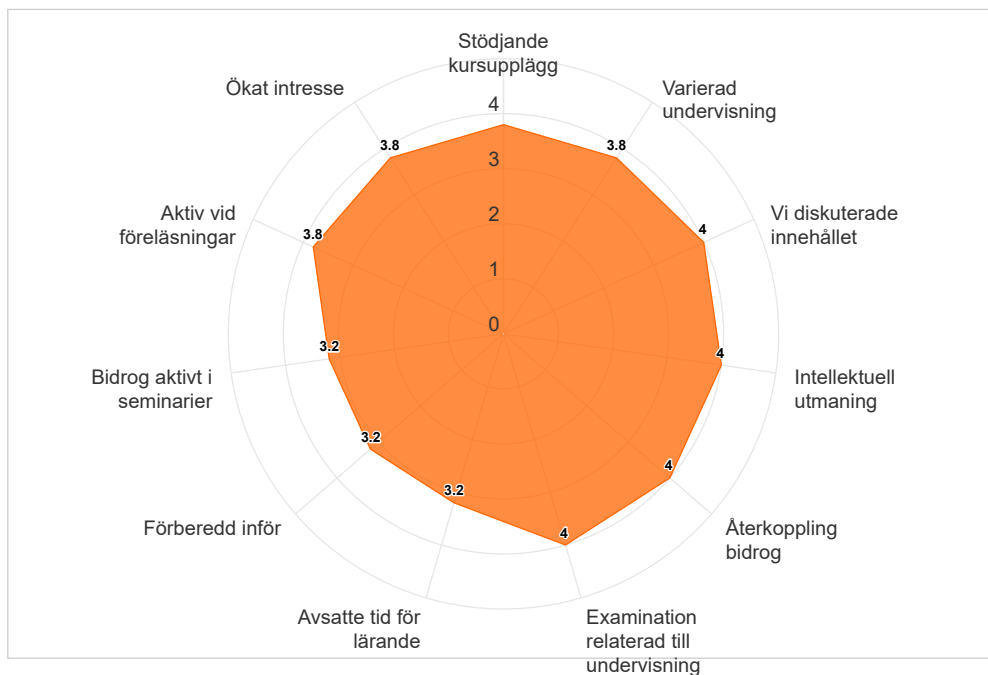 Stödjande
kursupplägg
Ökat intresse
Varierad
undervisning
4
3.8
3.8
3
Aktiv vid
föreläsningar
Vi diskuterade
innehållet
3.8
4
2
1
0
3.2
4
Bidrog aktivt i
seminarier
Intellektuell
utmaning
3.2
4
3.2
Förberedd inför
Återkoppling
bidrog
4
Avsatte tid för
lärande
Examination
relaterad till
undervisning